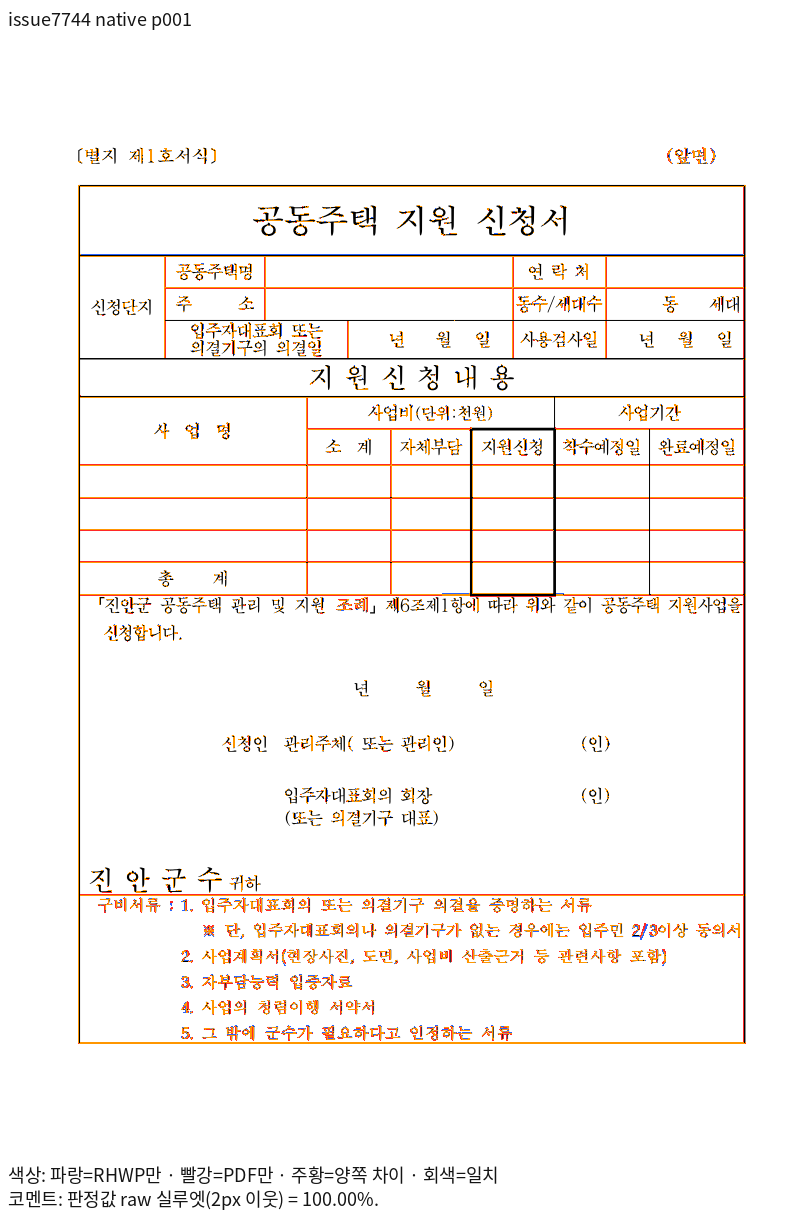 issue7744 native p001
〔별지 제1호서식〕 (앞면)
공동주택 지원 신청서
신청단지 공동주택명 연 락 처
주 소 동수/세대수 동 세대
입주자대표회 또는 의결기구의 의결일 년 월 일 사용검사일 년 월 일
지 원 신 청 내 용
사 업 명 사업비(단위:천원) 사업기간
소 계 자체부담 지원신청 착수예정일 완료예정일
총 계
「진안군 공동주택 관리 및 지원 조례」 제6조제1항에 따라 위와 같이 공동주택 지원사업을
신청합니다.
년 월 일
신청인 관리주체( 또는 관리인) (인)
입주자대표회의 회장 (인)
(또는 의결기구 대표)
진 안 군 수 귀하
구비서류 : 1. 입주자대표회의 또는 의결기구 의결을 증명하는 서류
※ 단, 입주자대표회의나 의결기구가 없는 경우에는 입주민 2/3이상 동의서
2. 사업계획서(현장사진, 도면, 사업비 산출근거 등 관련사항 포함)
3. 자부담능력 입증자료
4. 사업의 청렴이행 서약서
5. 그 밖에 군수가 필요하다고 인정하는 서류
색상: 파랑=RHWP만 · 빨강=PDF만 · 주황=양쪽 차이 · 회색=일치
코멘트: 판정값 raw 실루엣(2px 이웃) = 100.00%.